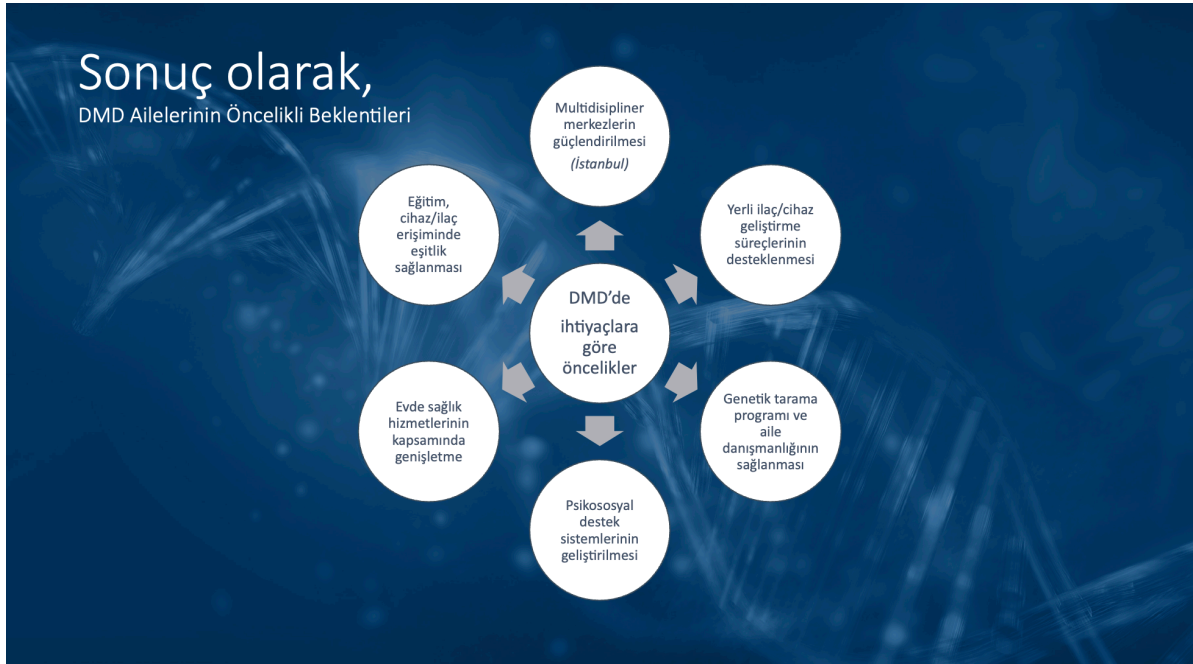 Sonuç olarak,
DMD Ailelerinin Öncelikli Beklentileri
Multidisipliner
merkezlerin
güçlendirilmesi
(İstanbul)
Yerli ilaç/cihaz
geliştirme
süreçlerinin
desteklenmesi
Genetik tarama
programı ve
aile
danışmanlığının
sağlanması
Psikososyal
destek
sistemlerinin
geliştirilmesi
Evde sağlık
hizmetlerinin
kapsamında
genişletme
Eğitim,
cihaz/ilaç
erişiminde
eşitlik
sağlanması
DMD’de
ihtiyaçlara
göre
öncelikler